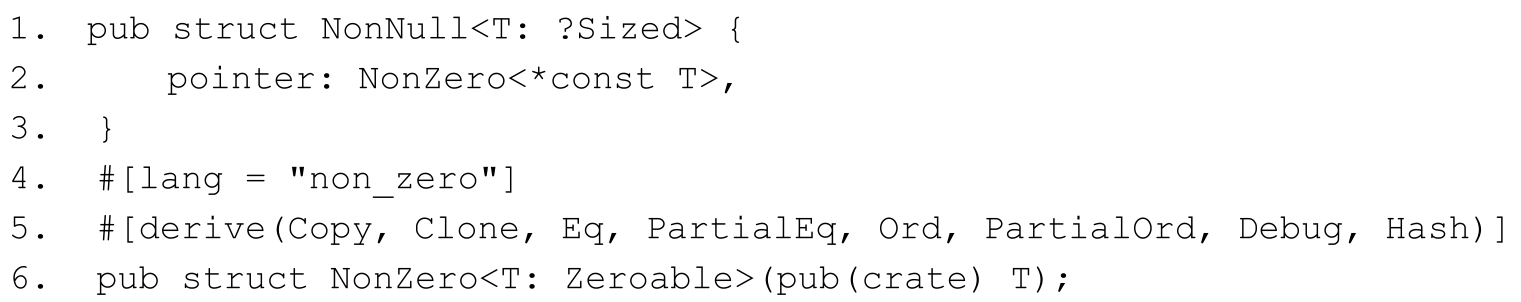 1. pub struct NonNull<T: ?Sized> {
2.     pointer: NonZero<*const T>,
3.  }
4.  #[lang = "non_zero"]
5.  #[derive(Copy, Clone, Eq, PartialEq, Ord, PartialOrd, Debug, Hash)]
6.  pub struct NonZero<T: Zeroable>(pub(crate) T);